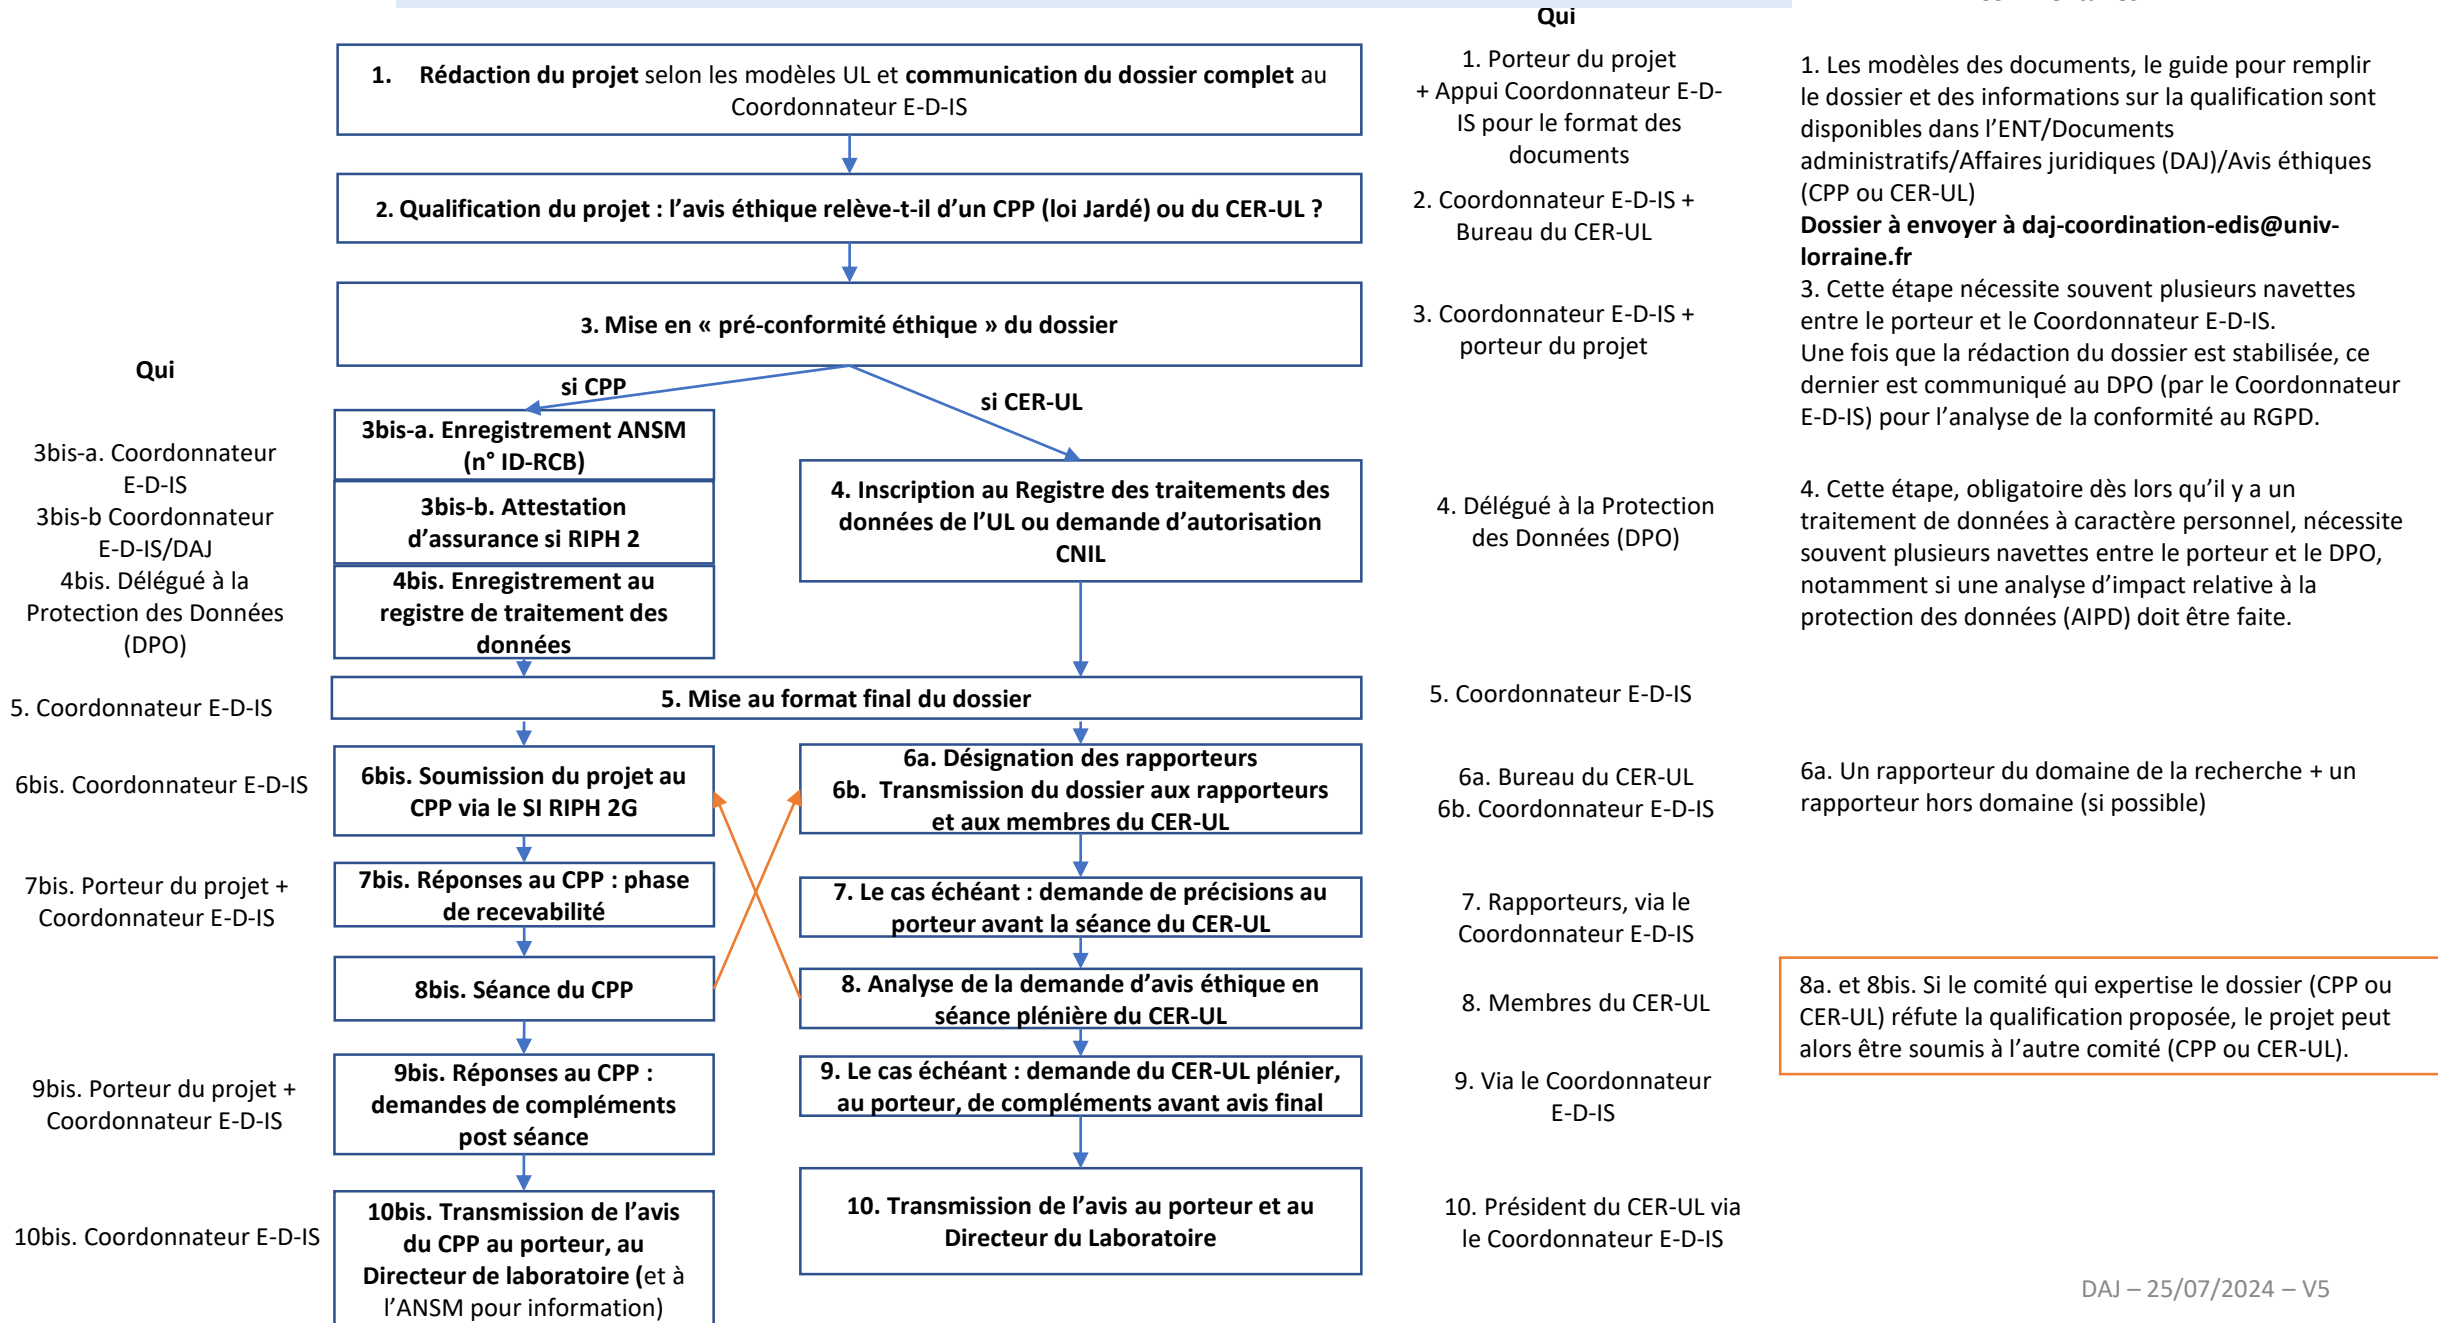 Qui
1. Rédaction du projet selon les modèles UL et communication du dossier complet au
Coordonnateur E-D-IS
2. Qualification du projet : l’avis éthique relève-t-il d’un CPP (loi Jardé) ou du CER-UL ?
3. Mise en « pré-conformité éthique » du dossier
si CPP
si CER-UL
Qui
3bis-a. Coordonnateur
E-D-IS
3bis-b Coordonnateur
E-D-IS/DAJ
4bis. Délégué à la
Protection des Données
(DPO)
5. Coordonnateur E-D-IS
6bis. Coordonnateur E-D-IS
7bis. Porteur du projet +
Coordonnateur E-D-IS
9bis. Porteur du projet +
Coordonnateur E-D-IS
10bis. Coordonnateur E-D-IS
3bis-a. Enregistrement ANSM
(n° ID-RCB)
3bis-b. Attestation
d’assurance si RIPH 2
4bis. Enregistrement au
registre de traitement des
données
4. Inscription au Registre des traitements des
données de l’UL ou demande d’autorisation
CNIL
5. Mise au format final du dossier
6bis. Soumission du projet au
CPP via le SI RIPH 2G
7bis. Réponses au CPP : phase
de recevabilité
8bis. Séance du CPP
9bis. Réponses au CPP :
demandes de compléments
post séance
10bis. Transmission de l’avis
du CPP au porteur, au
Directeur de laboratoire (et à
l’ANSM pour information)
6a. Désignation des rapporteurs
6b. Transmission du dossier aux rapporteurs
et aux membres du CER-UL
7. Le cas échéant : demande de précisions au
porteur avant la séance du CER-UL
8. Analyse de la demande d’avis éthique en
séance plénière du CER-UL
9. Le cas échéant : demande du CER-UL plénier,
au porteur, de compléments avant avis final
10. Transmission de l’avis au porteur et au
Directeur du Laboratoire
1. Porteur du projet
+ Appui Coordonnateur E-D-
IS pour le format des
documents
2. Coordonnateur E-D-IS +
Bureau du CER-UL
3. Coordonnateur E-D-IS +
porteur du projet
4. Délégué à la Protection
des Données (DPO)
5. Coordonnateur E-D-IS
6a. Bureau du CER-UL
6b. Coordonnateur E-D-IS
7. Rapporteurs, via le
Coordonnateur E-D-IS
8. Membres du CER-UL
9. Via le Coordonnateur
E-D-IS
10. Président du CER-UL via
le Coordonnateur E-D-IS
1. Les modèles des documents, le guide pour remplir
le dossier et des informations sur la qualification sont
disponibles dans l’ENT/Documents
administratifs/Affaires juridiques (DAJ)/Avis éthiques
(CPP ou CER-UL)
Dossier à envoyer à daj-coordination-edis@univ-
lorraine.fr
3. Cette étape nécessite souvent plusieurs navettes
entre le porteur et le Coordonnateur E-D-IS.
Une fois que la rédaction du dossier est stabilisée, ce
dernier est communiqué au DPO (par le Coordonnateur
E-D-IS) pour l’analyse de la conformité au RGPD.
4. Cette étape, obligatoire dès lors qu’il y a un
traitement de données à caractère personnel, nécessite
souvent plusieurs navettes entre le porteur et le DPO,
notamment si une analyse d’impact relative à la
protection des données (AIPD) doit être faite.
6a. Un rapporteur du domaine de la recherche + un
rapporteur hors domaine (si possible)
8a. et 8bis. Si le comité qui expertise le dossier (CPP ou
CER-UL) réfute la qualification proposée, le projet peut
alors être soumis à l’autre comité (CPP ou CER-UL).
DAJ – 25/07/2024 – V5